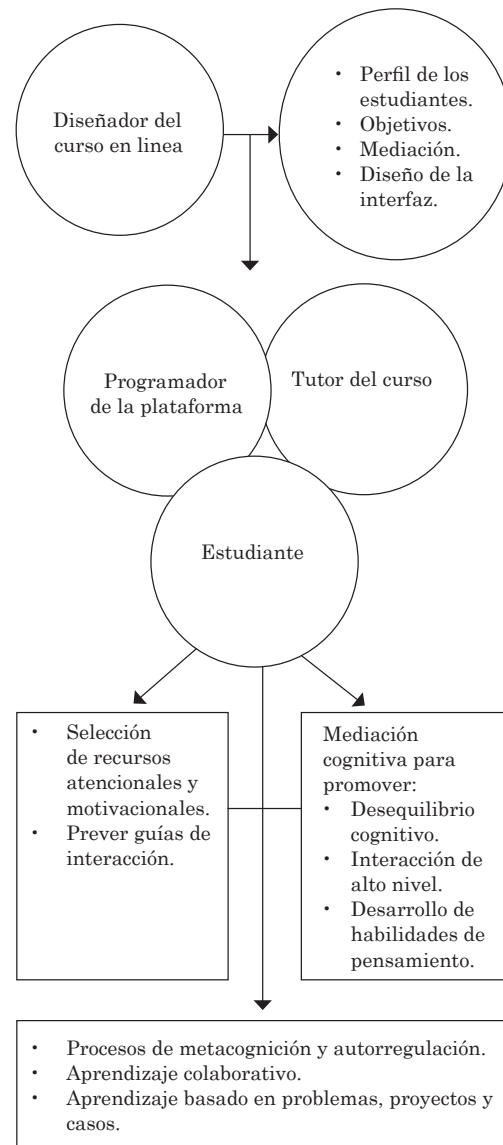 Diseñador del
curso en linea
• Perfil de los
estudiantes.
• Objetivos.
• Mediación.
• Diseño de la
interfaz.
Programador
de la plataforma
Tutor del curso
Estudiante
• Selección
de recursos
atencionales y
motivacionales.
• Prever guías de
interacción.
Mediación
cognitiva para
promover:
• Desequilibrio
cognitivo.
• Interacción de
alto nivel.
• Desarrollo de
habilidades de
pensamiento.
• Procesos de metacognición y autorregulación.
• Aprendizaje colaborativo.
• Aprendizaje basado en problemas, proyectos y
casos.